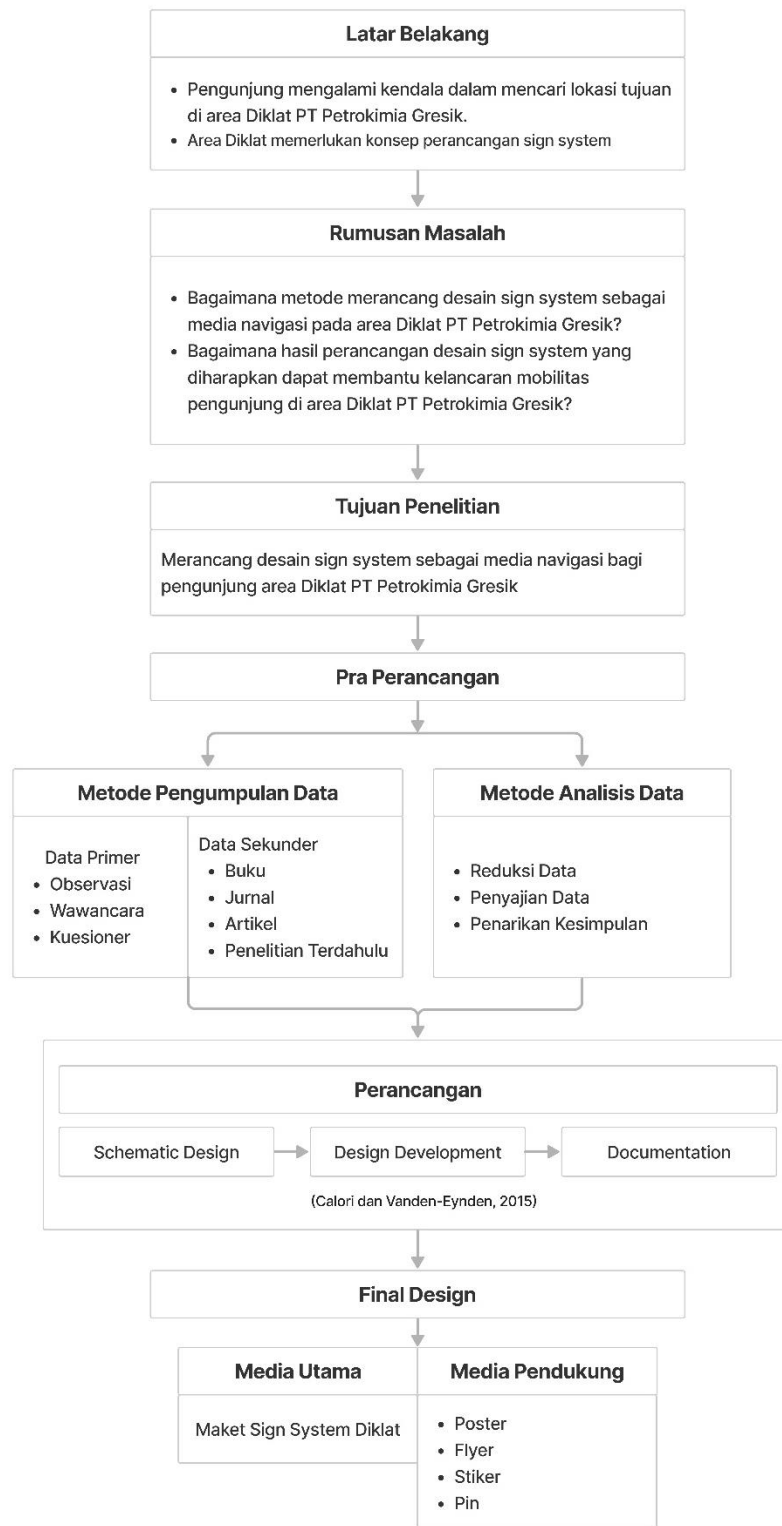 Latar Belakang
• Pengunjung mengalami kendala dalam mencari lokasi tujuan
di area Diklat PT Petrokimia Gresik.
• Area Diklat memerlukan konsep perancangan sign system
Rumusan Masalah
• Bagaimana metode merancang desain sign system sebagai
media navigasi pada area Diklat PT Petrokimia Gresik?
• Bagaimana hasil perancangan desain sign system yang
diharapkan dapat membantu kelancaran mobilitas
pengunjung di area Diklat PT Petrokimia Gresik?
Tujuan Penelitian
Merancang desain sign system sebagai media navigasi bagi
pengunjung area Diklat PT Petrokimia Gresik
Pra Perancangan
Metode Pengumpulan Data
Data Primer
• Observasi
• Wawancara
• Kuesioner
Data Sekunder
• Buku
• Jurnal
• Artikel
• Penelitian Terdahulu
Metode Analisis Data
• Reduksi Data
• Penyajian Data
• Penarikan Kesimpulan
Perancangan
Schematic Design
Design Development
Documentation
(Calori dan Vanden-Eynden, 2015)
Final Design
Media Utama
Maket Sign System Diklat
Media Pendukung
• Poster
• Flyer
• Stiker
• Pin